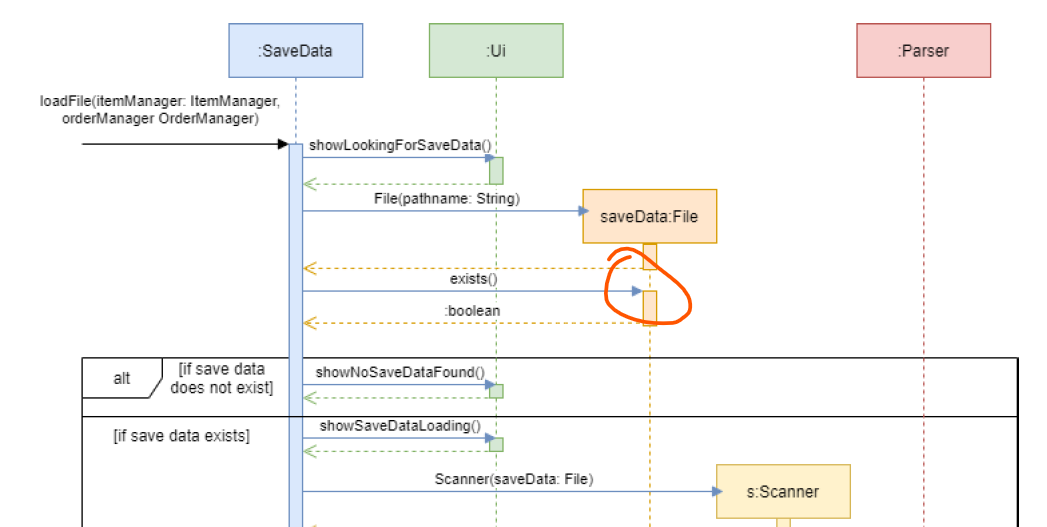 :SaveData
:Ui
:Parser
loadFile(itemManager: ItemManager,
orderManager OrderManager)
showLookingForSaveData()
File(pathname: String)
saveData:File
exists()
:boolean
alt
[if save data
does not exist]
showNoSaveDataFound()
[if save data exists]
showSaveDataLoading()
Scanner(saveData: File)
s:Scanner